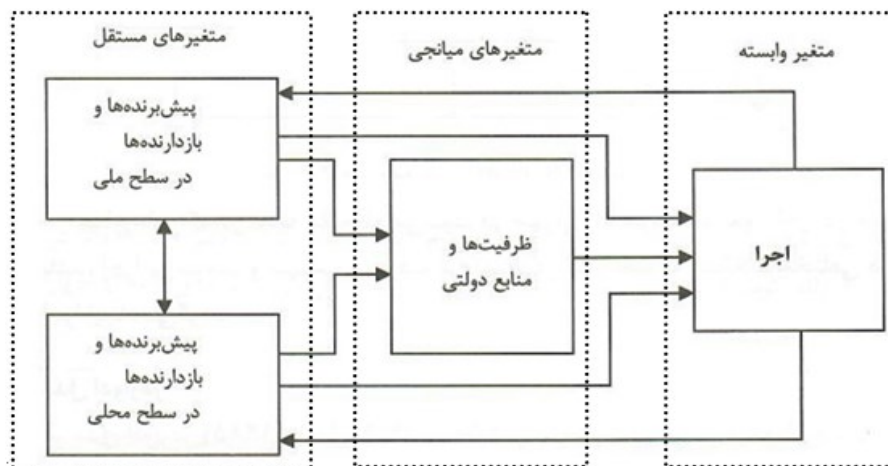 متغیر وابسته
متغیرهای میانجی
متغیرهای مستقل
پیش‌برنده‌ها و
بازدارنده‌ها
در سطح ملی
ظرفیت‌ها و
منابع دولتی
اجرا
پیش‌برنده‌ها و
بازدارنده‌ها
در سطح محلی